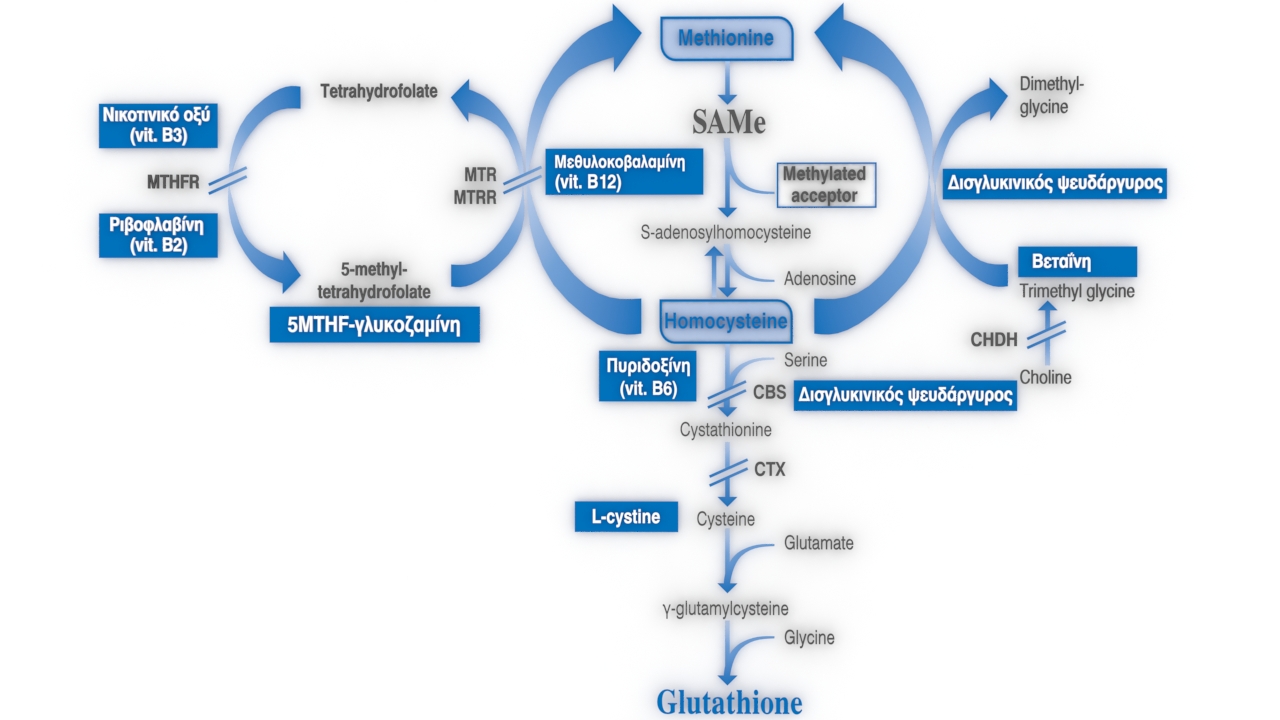 Methionine
Tetrahydrofolate
Dimethyl-
glycine
Νικοτινικό οξύ
(vit. B3)
SAMe
MTHFR
MTR
MTRR
Μεθυλοκοβαλαμίνη
(vit. B12)
Methylated
acceptor
Δισγλυκινικός ψευδάργυρος
Ριβοφλαβίνη
(vit. B2)
S-adenosylhomocysteine
5-methyl-
tetrahydrofolate
Adenosine
Βεταΐνη
Trimethyl glycine
5MTHF-γλυκοζαμίνη
Homocysteine
CHDH
Πυριδοξίνη
(vit. B6)
Serine
CBS
Δισγλυκινικός ψευδάργυρος
Choline
Cystathionine
CTX
L-cystine
Cysteine
Glutamate
γ-glutamylcysteine
Glycine
Glutathione